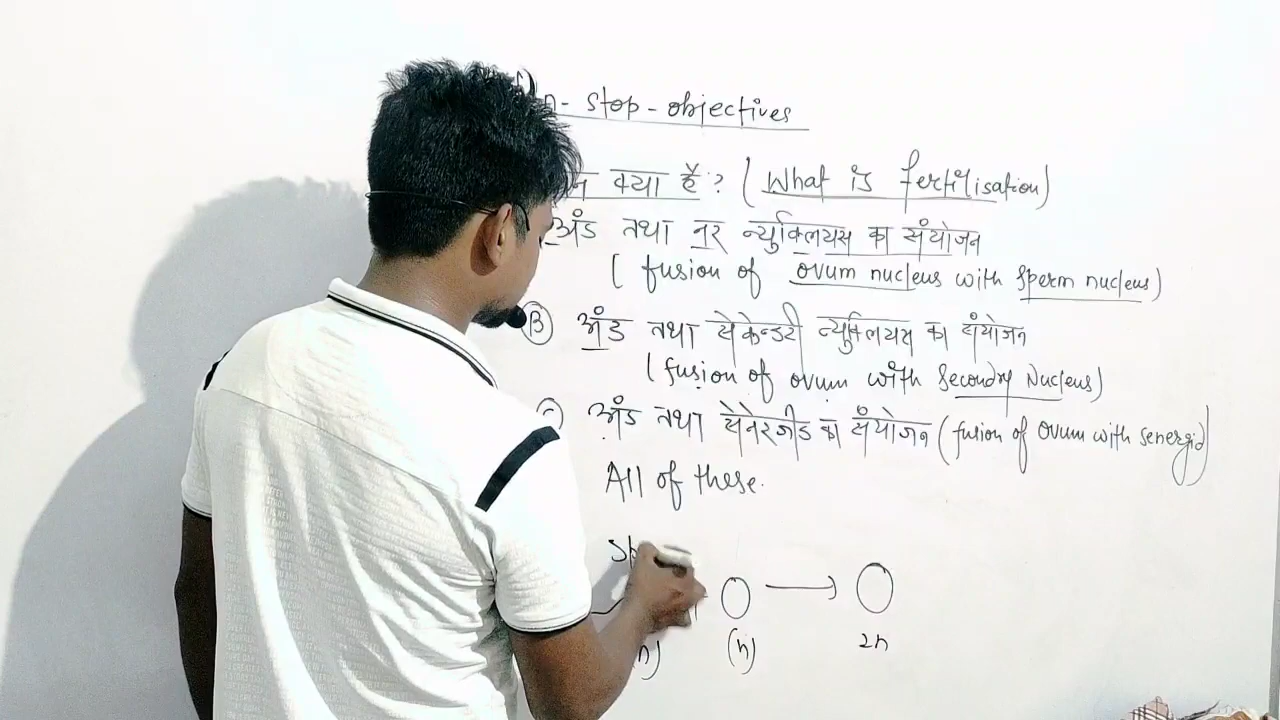 n- stop - objectives
न क्या है ? (What is fertilisation)
अंड तथा नर न्युक्लियस का संयोजन
( fusion of ovum nucleus with sperm nucleus )
B अंड तथा सेकेन्डरी न्युक्लियस का संयोजन
(fusion of ovum with Secondry Nucleus)
C अंड तथा सेनेरजीड का संयोजन (fusion of ovum with senergid)
All of these.
(n) (n) 2n